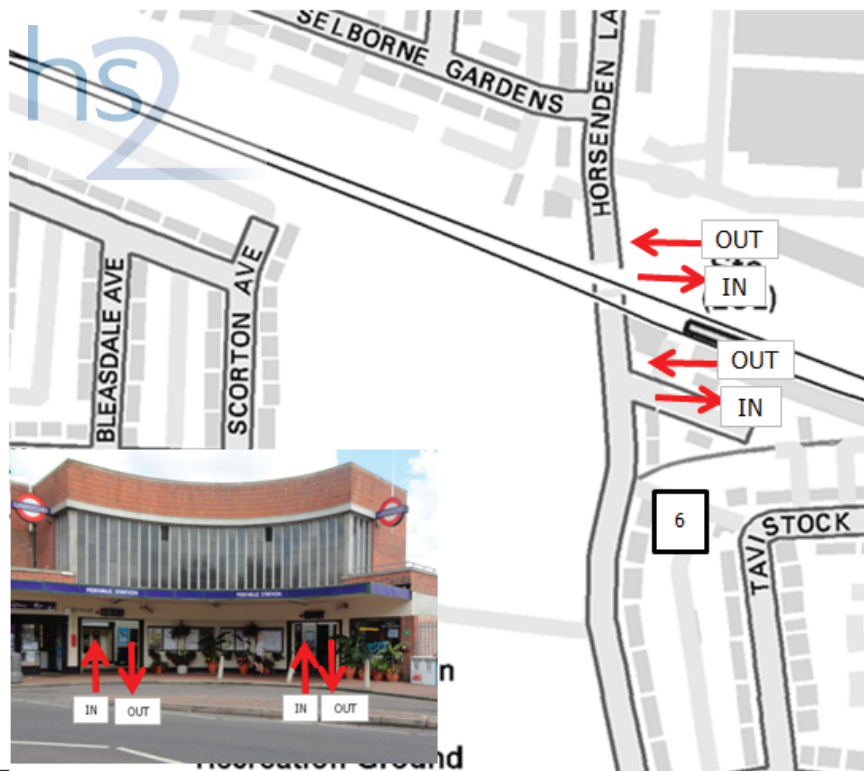 hs2
SELBORNE GARDENS
HORSENDEN LA
OUT
IN
OUT
IN
BLEASDALE AVE
SCORTON AVE
6
TAVISTOCK
PERIVALE STATION
PERIVALE STATION
IN
OUT
IN
OUT
n
Recreation Ground